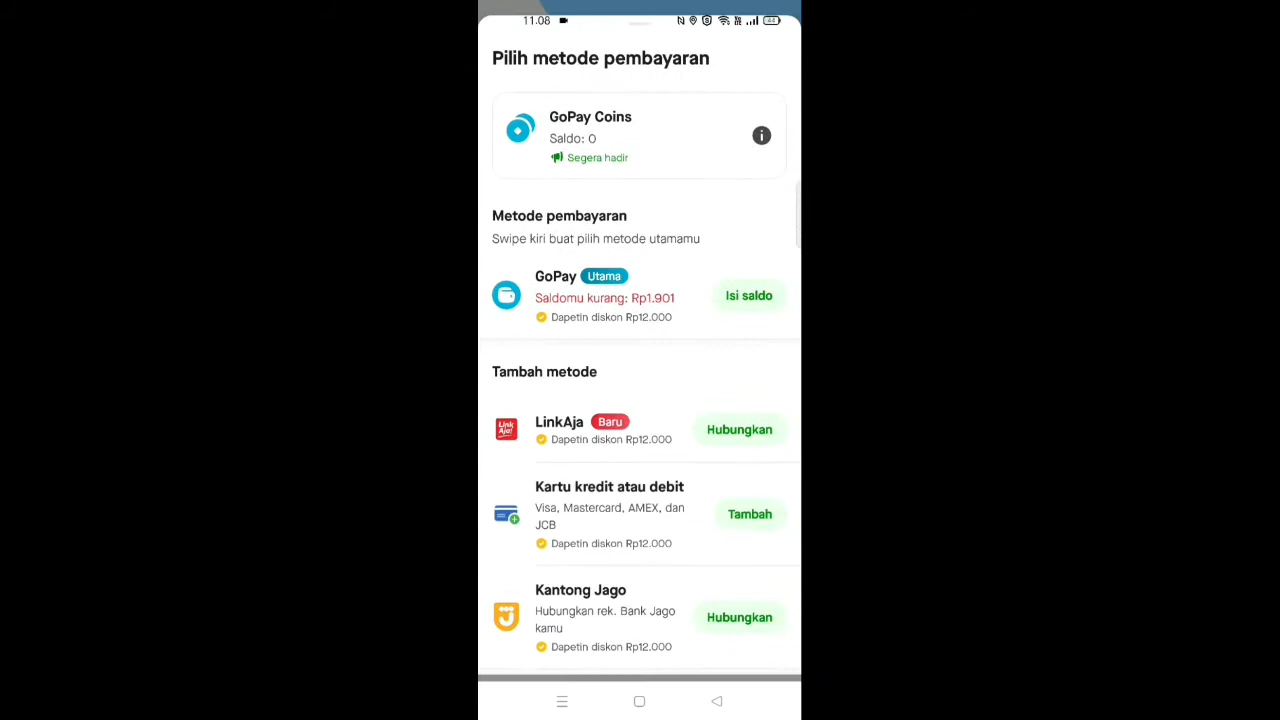 11.08
44
Pilih metode pembayaran
GoPay Coins
Saldo: 0
Segera hadir
Metode pembayaran
Swipe kiri buat pilih metode utamamu
GoPay Utama
Saldomu kurang: Rp1.901
Isi saldo
Dapetin diskon Rp12.000
Tambah metode
Link Aja!
LinkAja Baru
Dapetin diskon Rp12.000
Hubungkan
Kartu kredit atau debit
Visa, Mastercard, AMEX, dan
JCB
Tambah
Dapetin diskon Rp12.000
Kantong Jago
Hubungkan rek. Bank Jago
kamu
Hubungkan
Dapetin diskon Rp12.000